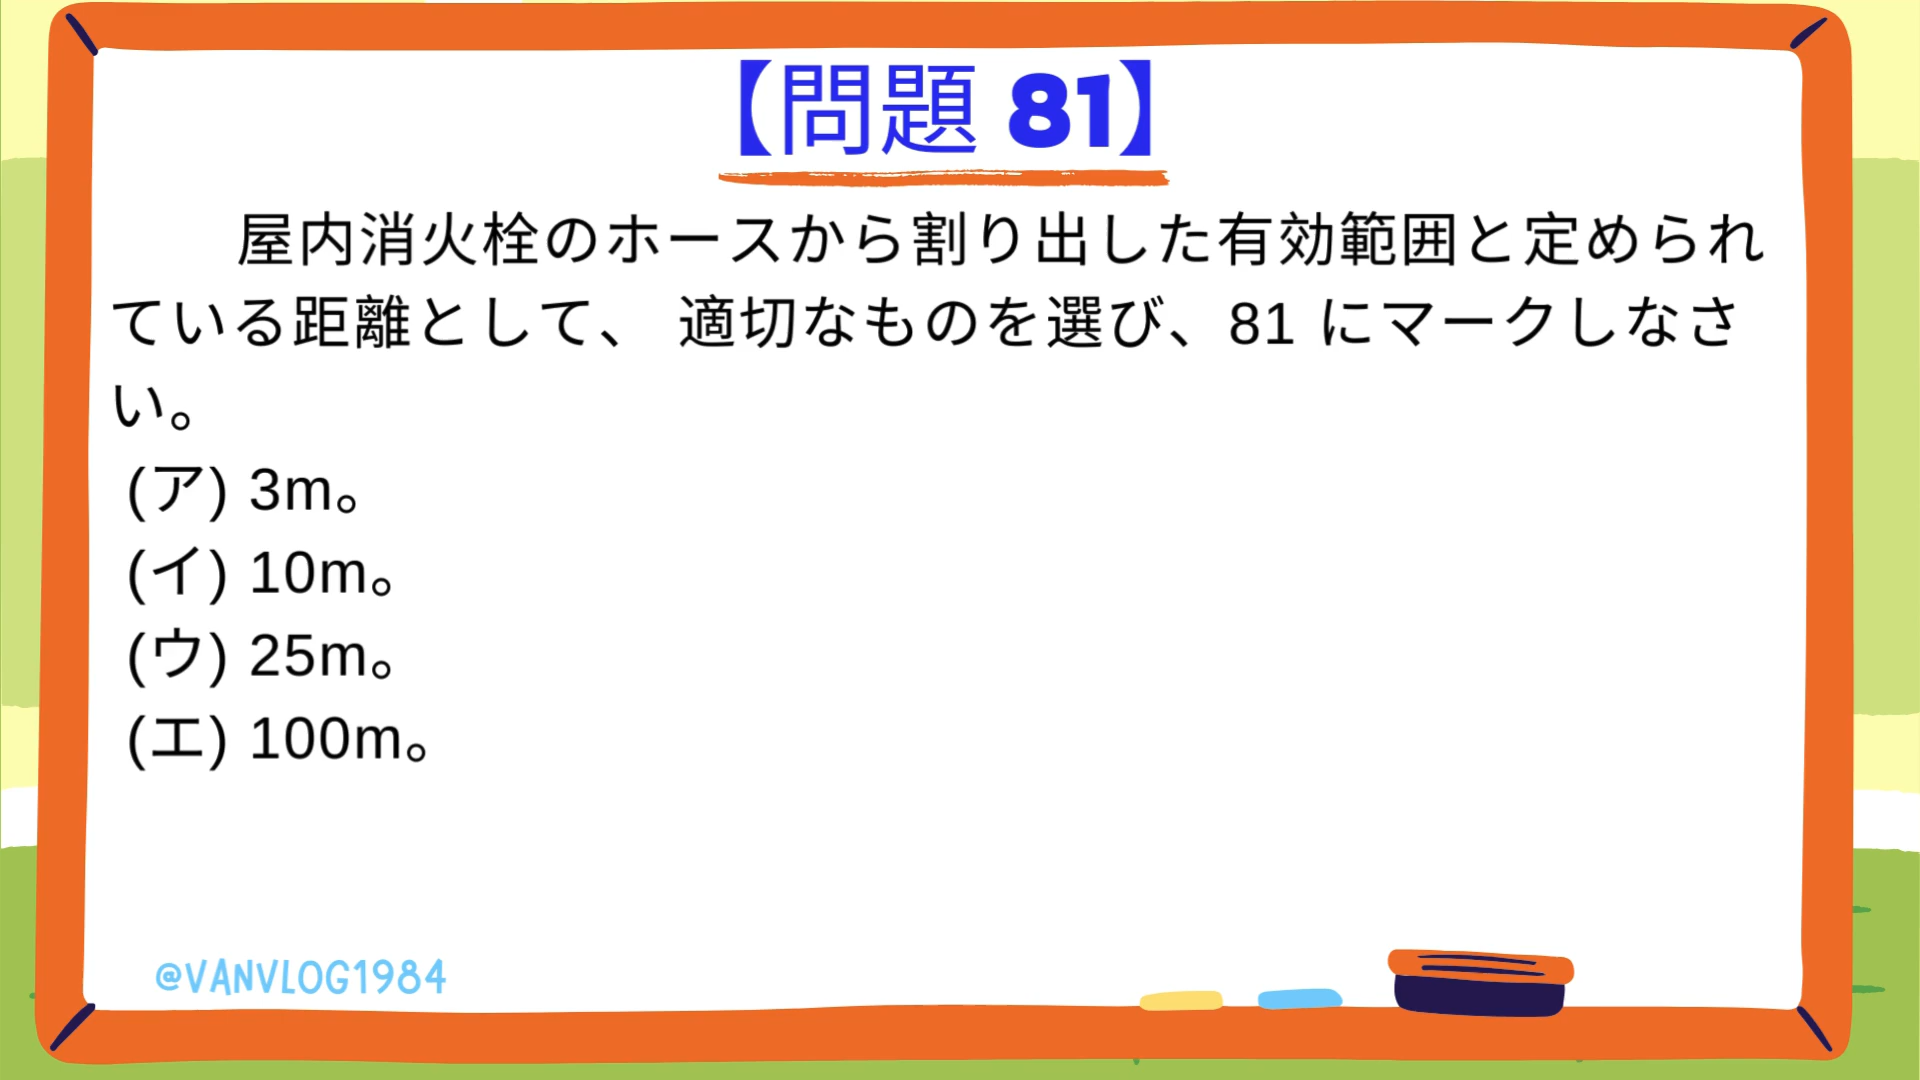 【問題 81】
屋内消火栓のホースから割り出した有効範囲と定められ
ている距離として、 適切なものを選び、81 にマークしなさ
い。
(ア) 3m。
(イ) 10m。
(ウ) 25m。
(エ) 100m。
@VANVLOG1984